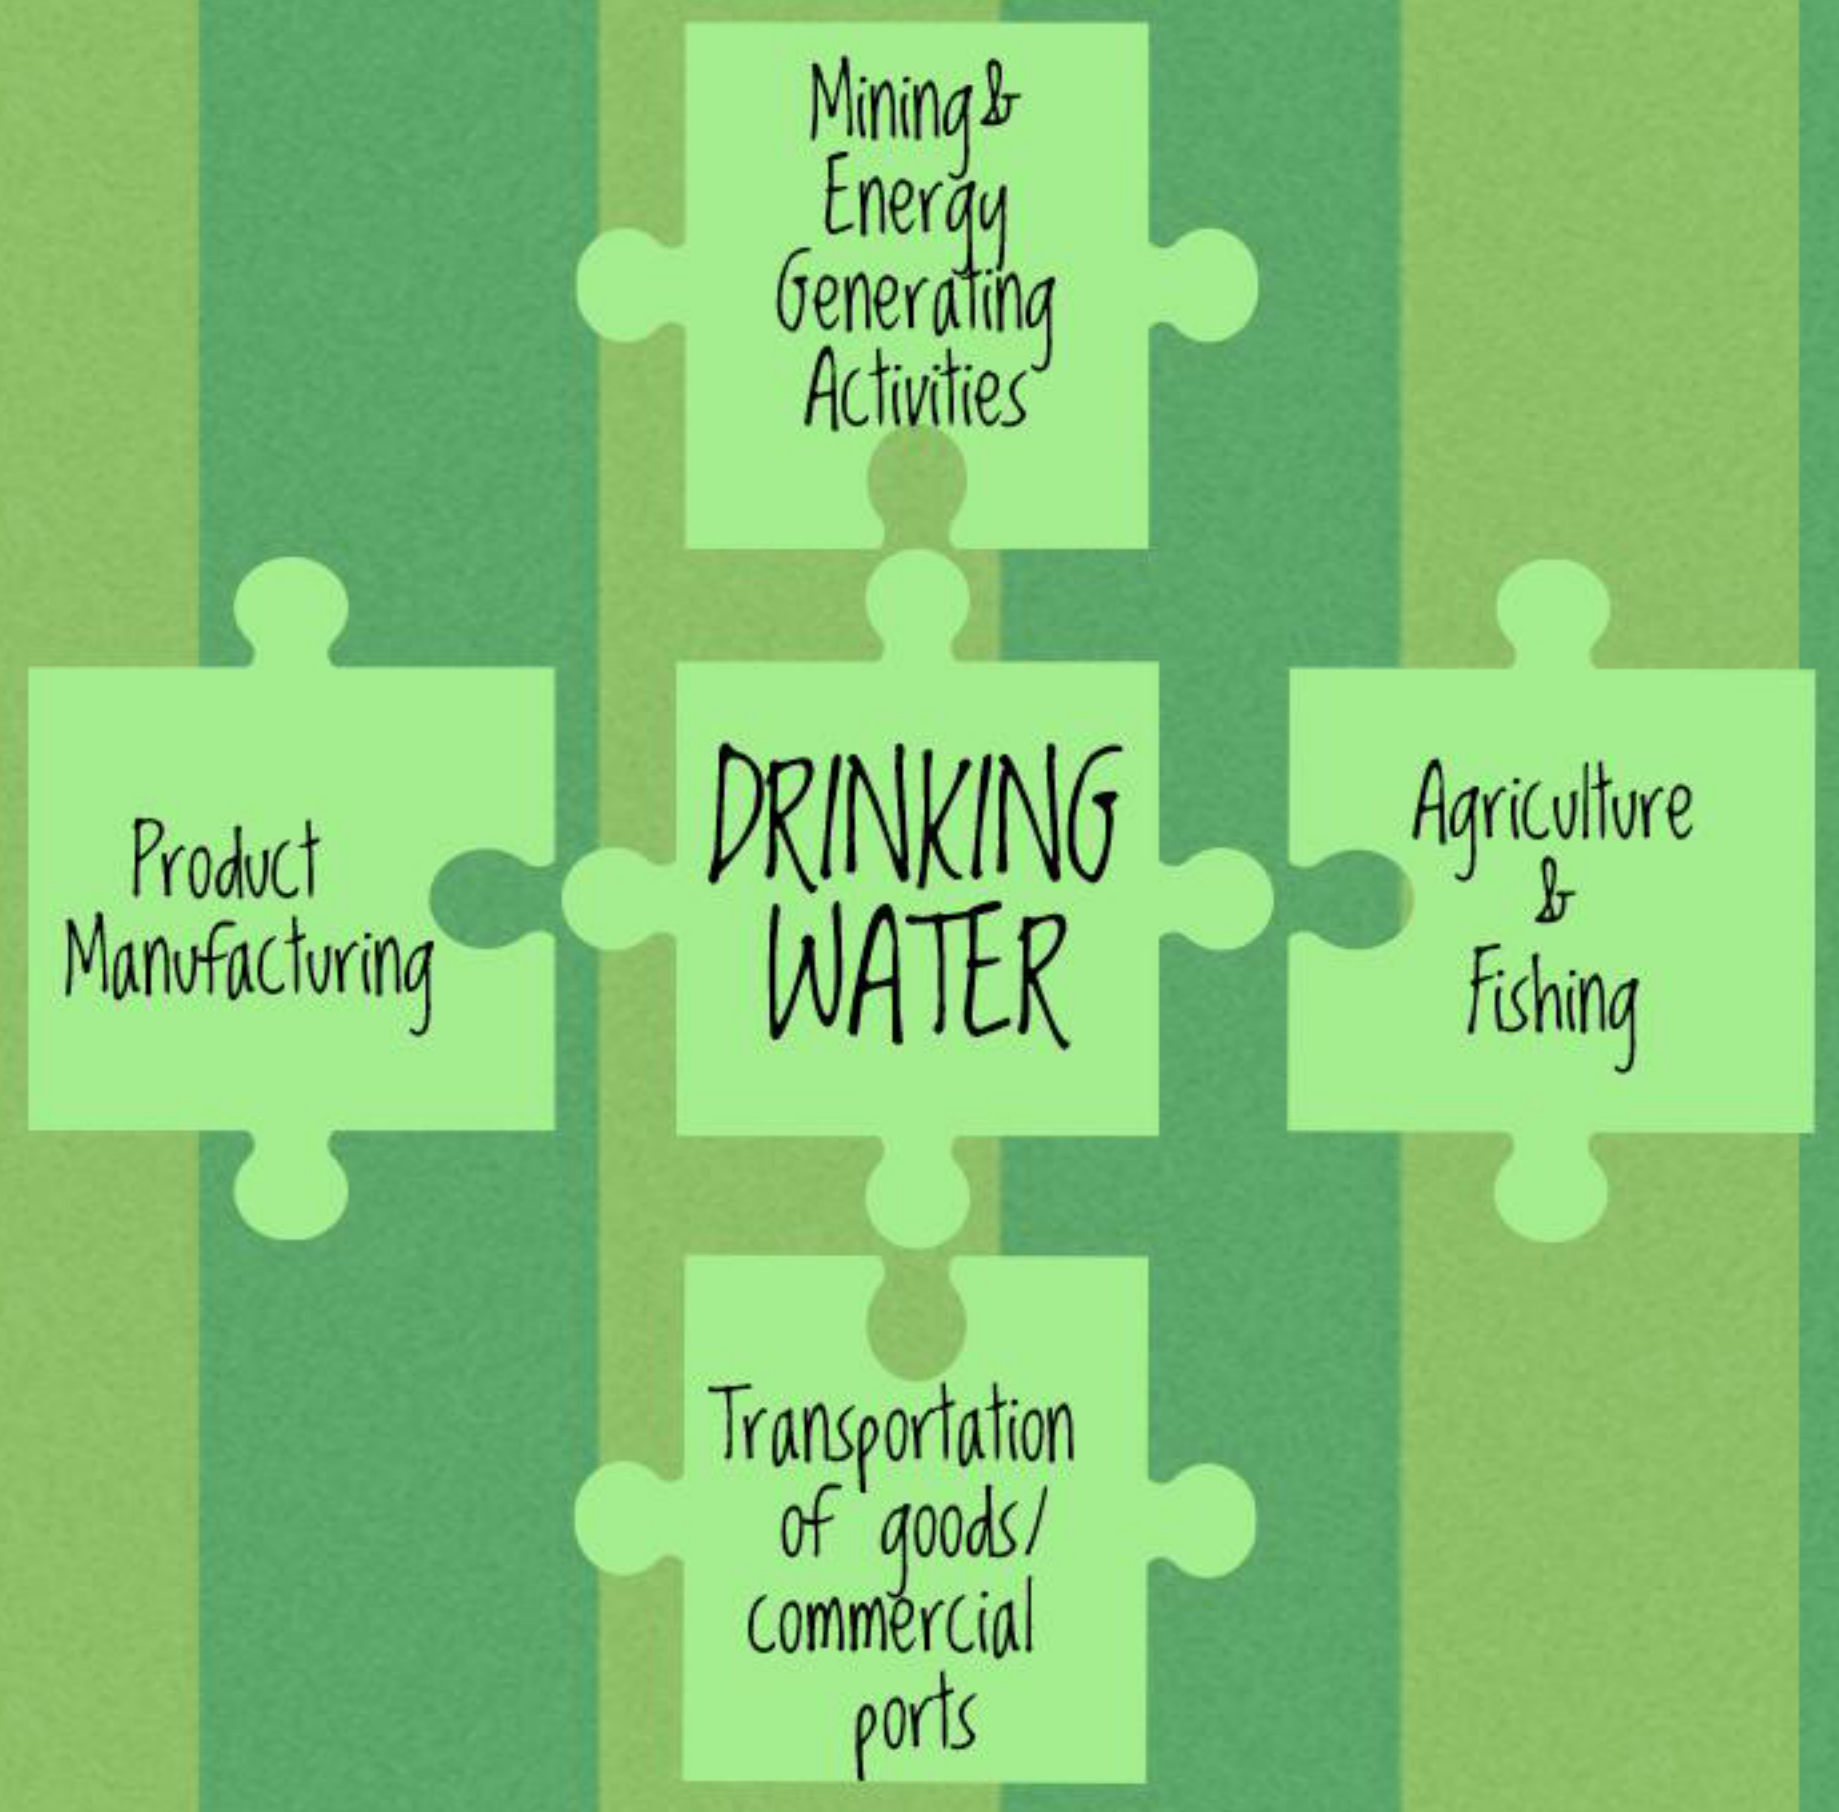 Mining &
Energy
Generating
Activities
Product
Manufacturing
DRINKING
WATER
Agriculture
&
Fishing
Transportation
of goods/
commercial
ports